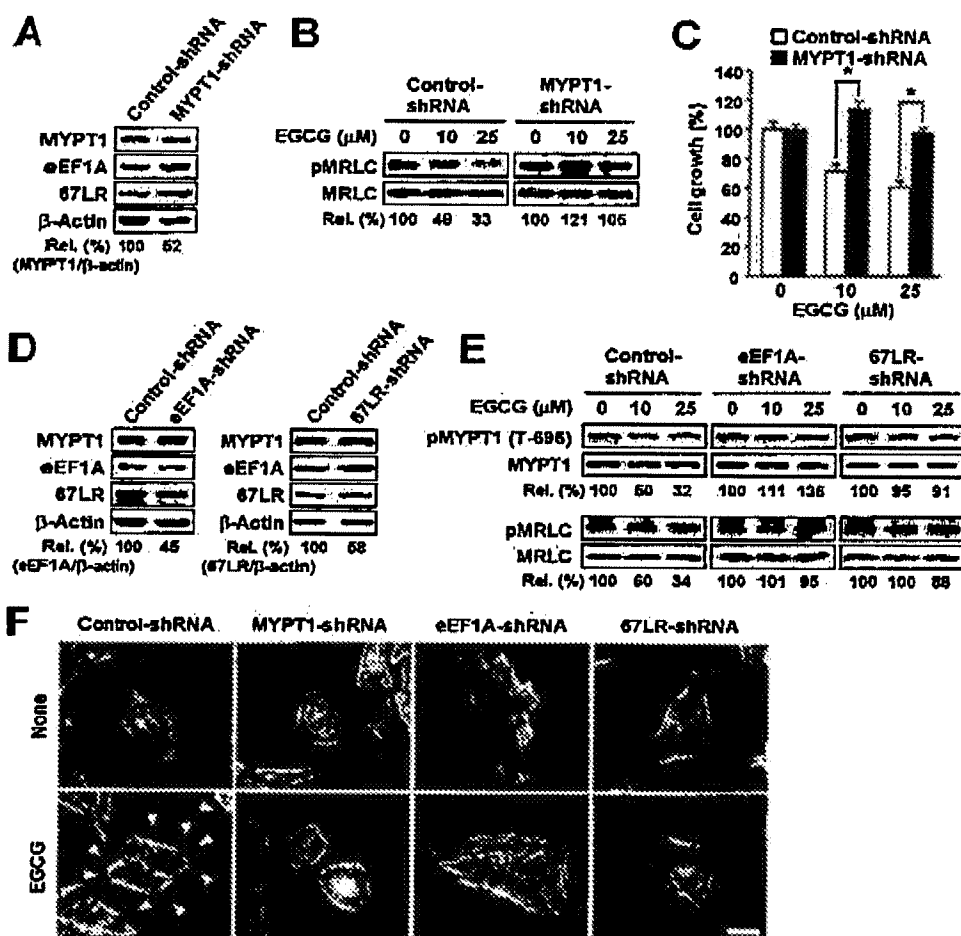 A
Control-shRNA
MYPT1-shRNA
MYPT1
eEF1A
67LR
β-Actin
Rel. (%) 100 52
(MYPT1/β-actin)
B
Control-shRNA MYPT1-shRNA
EGCG (μM) 0 10 25 0 10 25
pMRLC
MRLC
Rel. (%) 100 49 33 100 121 105
C
Control-shRNA
MYPT1-shRNA
Cell growth (%)
140
120
100
80
60
40
20
0
* *
0 10 25
EGCG (μM)
D
Control-shRNA
eEF1A-shRNA
MYPT1
eEF1A
67LR
β-Actin
Rel. (%) 100 45
(eEF1A/β-actin)
Control-shRNA
67LR-shRNA
MYPT1
eEF1A
67LR
β-Actin
Rel. (%) 100 58
(67LR/β-actin)
E
Control-shRNA eEF1A-shRNA 67LR-shRNA
EGCG (μM) 0 10 25 0 10 25 0 10 25
pMYPT1 (T-696)
MYPT1
Rel. (%) 100 50 32 100 111 136 100 95 91
pMRLC
MRLC
Rel. (%) 100 60 34 100 101 95 100 100 88
F
Control-shRNA MYPT1-shRNA eEF1A-shRNA 67LR-shRNA
None
EGCG